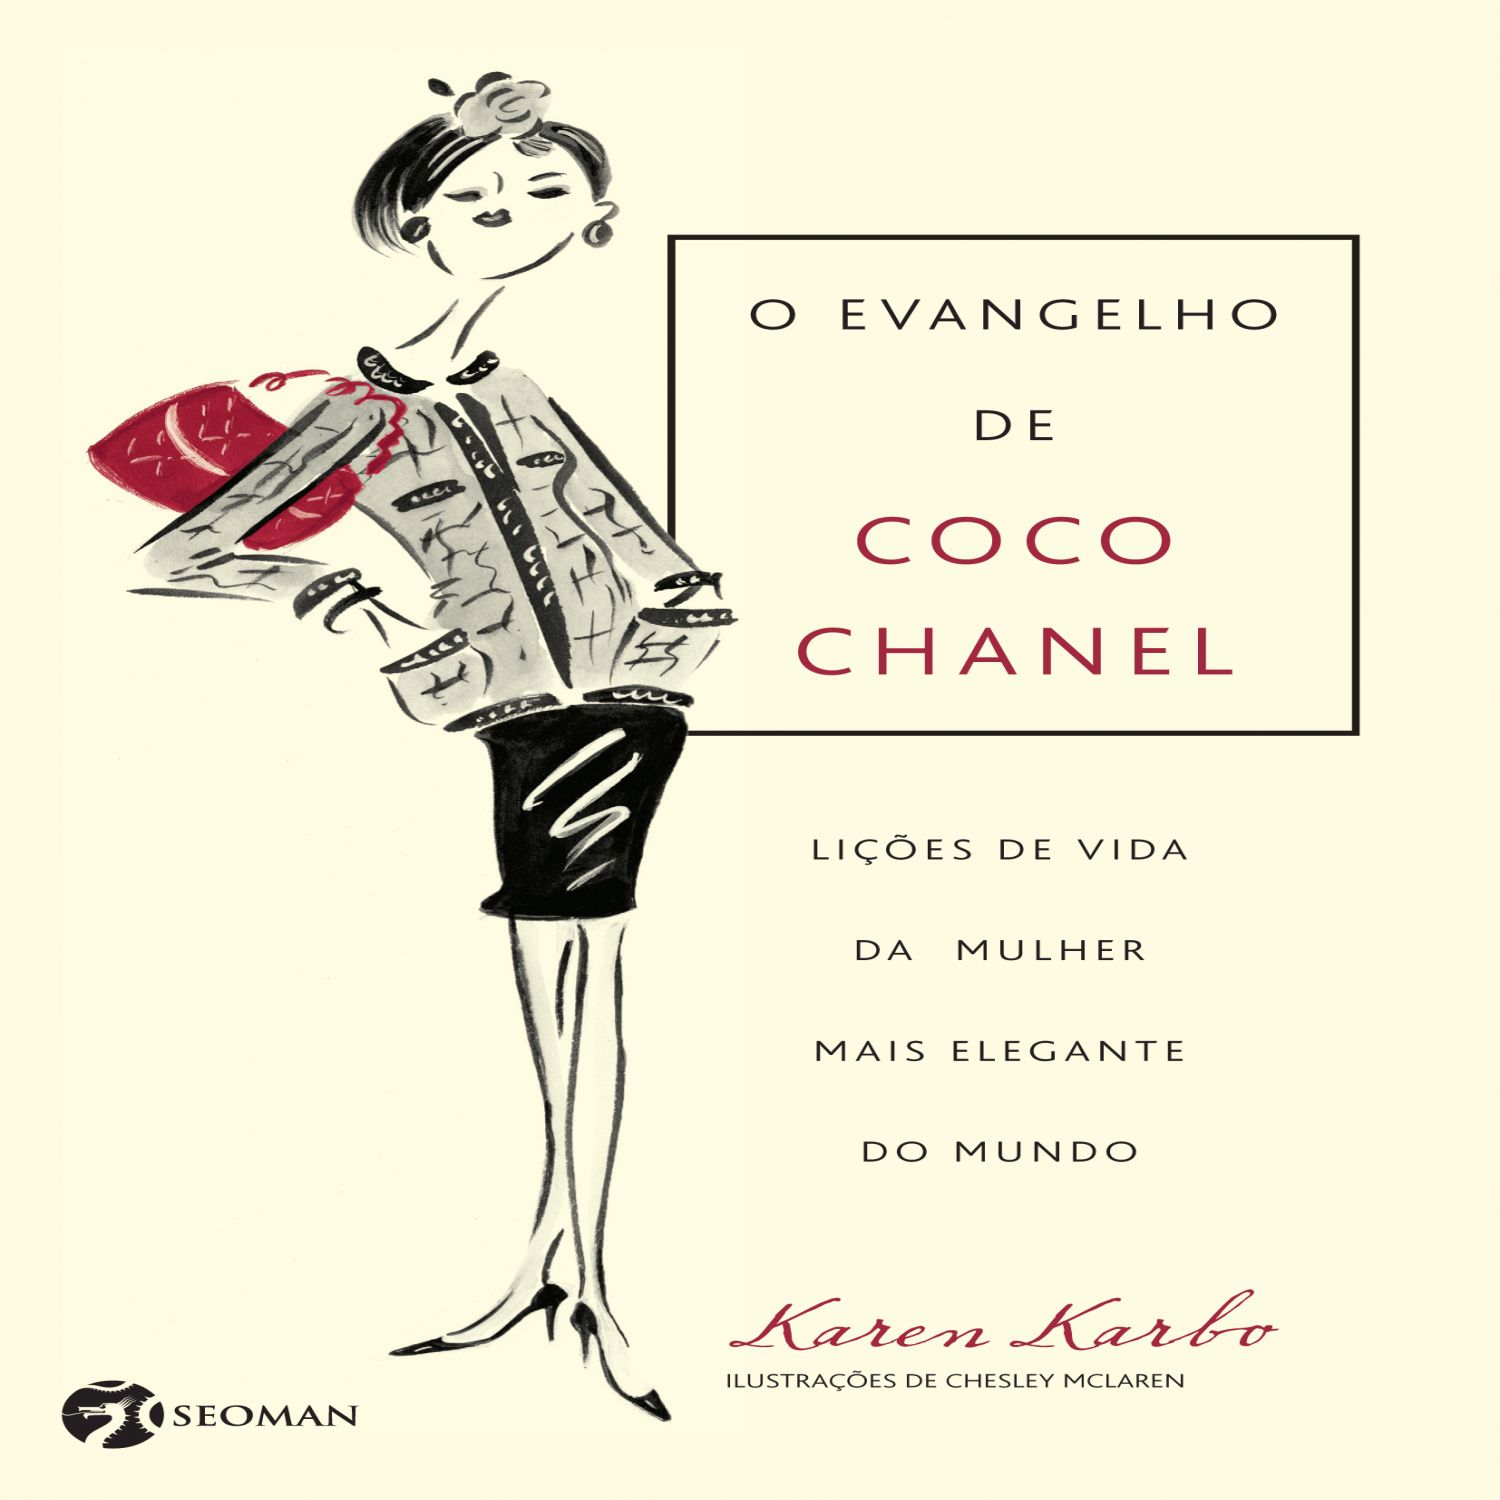 O EVANGELHO
DE
COCO
CHANEL
LIÇÕES DE VIDA
DA MULHER
MAIS ELEGANTE
DO MUNDO
Karen Karbo
ILUSTRAÇÕES DE CHESLEY MCLAREN
SEOMAN